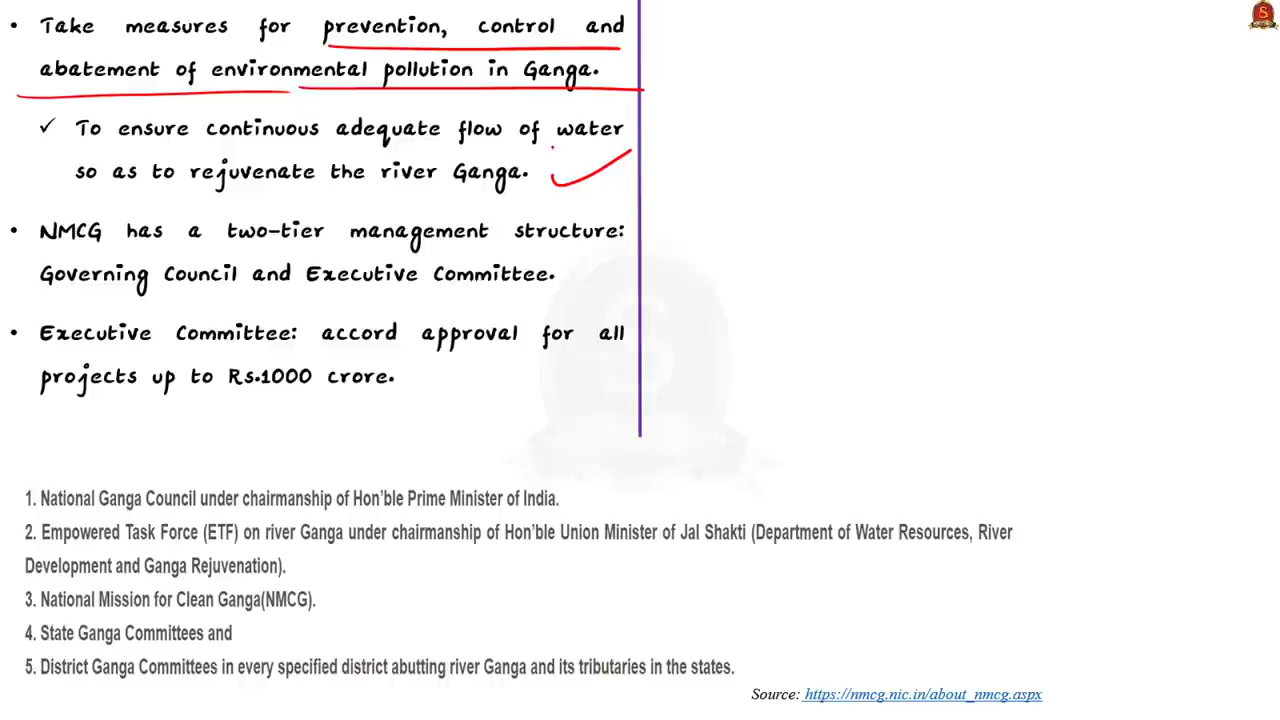 • Take measures for prevention, control and
abatement of environmental pollution in Ganga.
✓ To ensure continuous adequate flow of water
so as to rejuvenate the river Ganga.
• NMCG has a two-tier management structure:
Governing Council and Executive Committee.
• Executive Committee: accord approval for all
projects up to Rs.1000 crore.
1. National Ganga Council under chairmanship of Hon'ble Prime Minister of India.
2. Empowered Task Force (ETF) on river Ganga under chairmanship of Hon'ble Union Minister of Jal Shakti (Department of Water Resources, River
Development and Ganga Rejuvenation).
3. National Mission for Clean Ganga(NMCG).
4. State Ganga Committees and
5. District Ganga Committees in every specified district abutting river Ganga and its tributaries in the states.
Source: https://nmcg.nic.in/about_nmcg.aspx